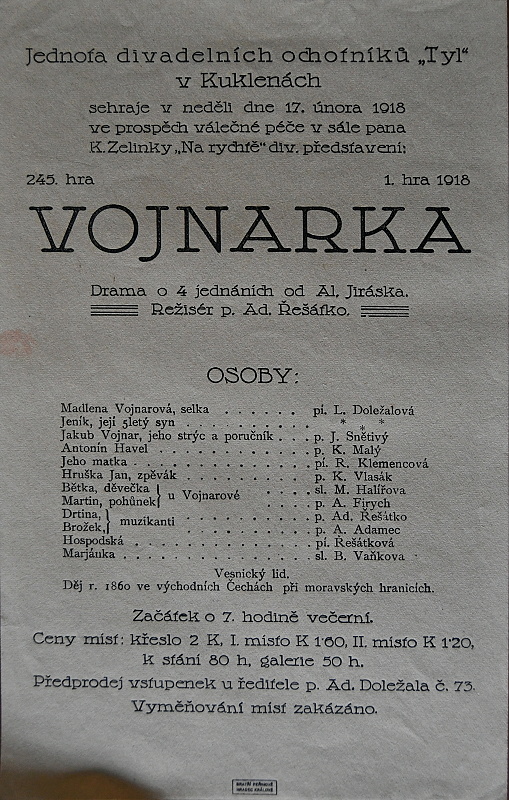 Jednota divadelních ochotníků „Tyl“
v Kuklenách
sehraje v neděli dne 17. února 1918
ve prospěch válečné péče v sále pana
K. Zelinky „Na rychtě“ div. představení:
245. hra 1. hra 1918
VOJNARKA
Drama o 4 jednáních od Al. Jiráska.
Režisér p. Ad. Řešátko.
OSOBY:
Madlena Vojnarová, selka . . . . . . pí. L. Doležalová
Jeník, její 5letý syn . . . . . . . . . * * *
Jakub Vojnar, jeho strýc a poručník . . . p. J. Snětivý
Antonín Havel . . . . . . . . . . . p. K. Malý
Jeho matka . . . . . . . . . . . . pí. R. Klemencová
Hruška Jan, zpěvák . . . . . . . . . p. K. Vlasák
Bětka, děvečka } u Vojnarové . . . . . sl. M. Halířova
Martin, pohůnek } p. A. Firych
Drtina, } muzikanti . . . . . . . . p. Ad. Řešátko
Brožek, } p. A. Adamec
Hospodská . . . . . . . . . . . . pí. Řešátková
Marjánka . . . . . . . . . . . . . sl. B. Vaňkova
Vesnický lid.
Děj r. 1860 ve východních Čechách při moravských hranicích.
Začátek o 7. hodině večerní.
Ceny míst: křeslo 2 K, I. místo K 1·60, II. místo K 1·20,
k stání 80 h, galerie 50 h.
Předprodej vstupenek u ředitele p. Ad. Doležala č. 73.
Vyměňování míst zakázáno.
HRADEC KRÁLOVÉ